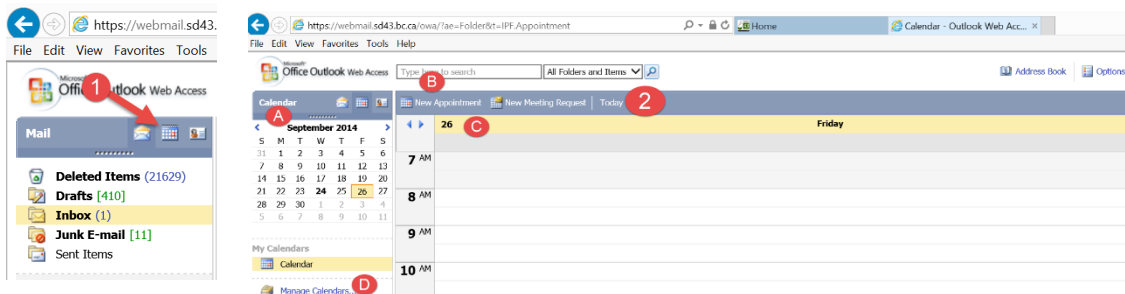 https://webmail.sd43.
File Edit View Favorites Tools
Microsoft
Office Outlook Web Access
1
Mail
Deleted Items (21629)
Drafts [410]
Inbox (1)
Junk E-mail [11]
Sent Items
https://webmail.sd43.bc.ca/owa/?ae=Folder&t=IPF.Appointment
Home
Calendar - Outlook Web Acc... ×
File Edit View Favorites Tools Help
Microsoft
Office Outlook Web Access
Type here to search
All Folders and Items
Address Book
Options
B
Calendar
A
New Appointment
New Meeting Request
Today
2
September 2014
S M T W T F S
31 1 2 3 4 5 6
7 8 9 10 11 12 13
14 15 16 17 18 19 20
21 22 23 24 25 26 27
28 29 30 1 2 3 4
5 6 7 8 9 10 11
26
C
Friday
7 AM
8 AM
9 AM
10 AM
My Calendars
Calendar
Manage Calendars...
D